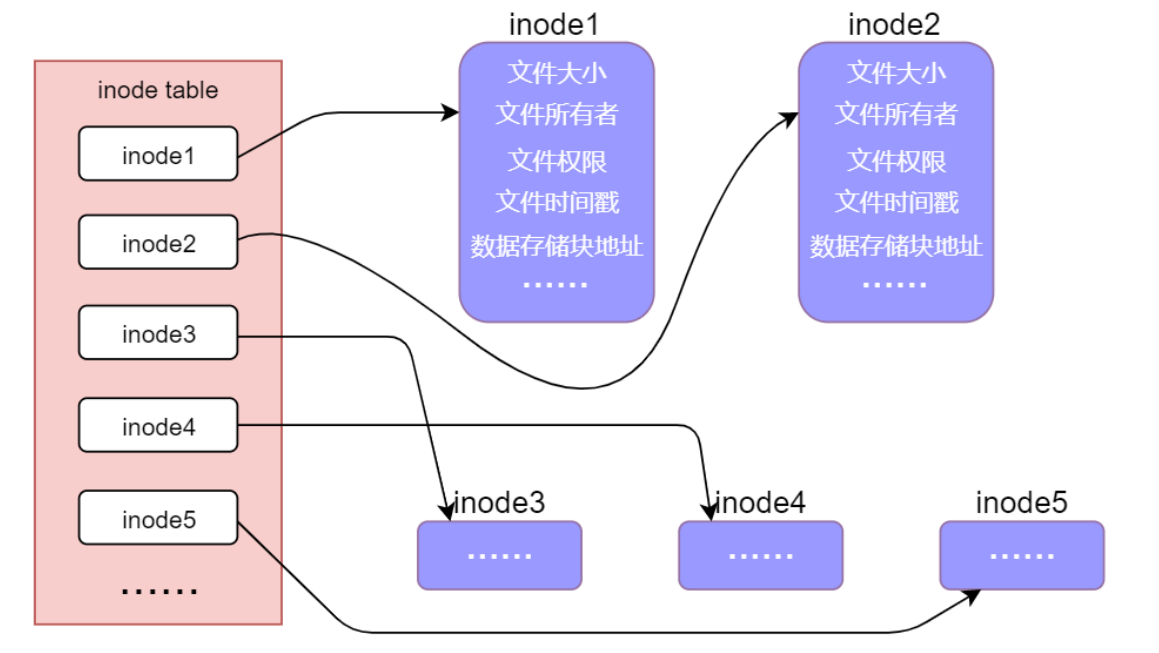 inode table
inode1
inode2
inode3
inode4
inode5
······
inode1
文件大小
文件所有者
文件权限
文件时间戳
数据存储块地址
······
inode2
文件大小
文件所有者
文件权限
文件时间戳
数据存储块地址
······
inode3
······
inode4
······
inode5
······